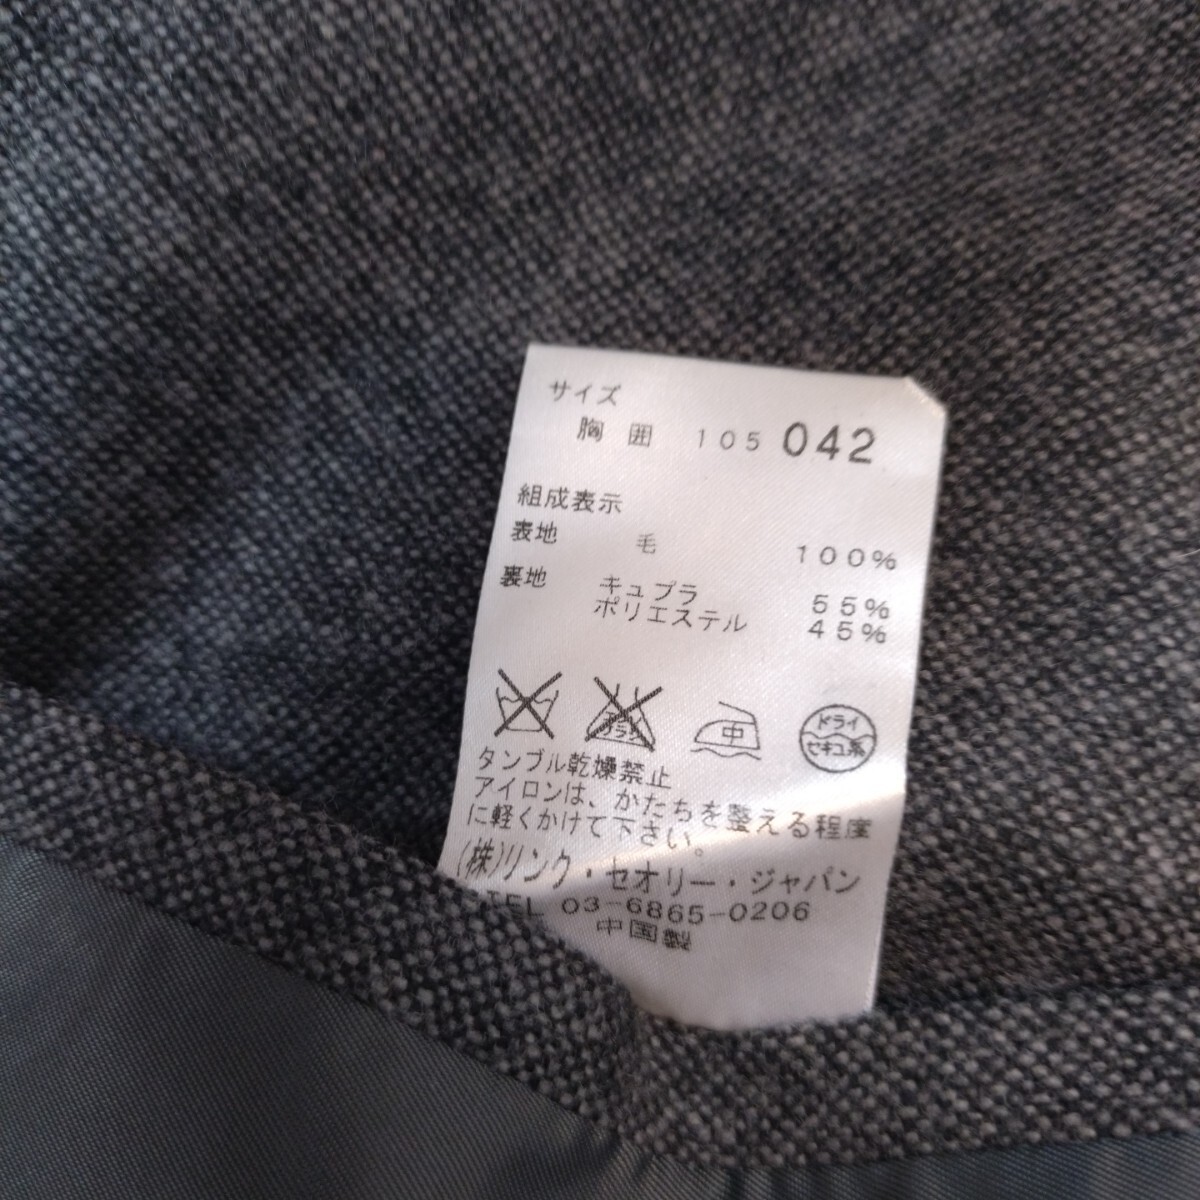 サイズ
胸囲 105 042
組成表示
表地 毛 100%
裏地 キュプラ 55%
ポリエステル 45%
中 ドライ
セキユ系
タンブル乾燥禁止
アイロンは、かたちを整える程度
に軽くかけて下さい。
(株)リンク・セオリー・ジャパン
TEL 03-6865-0206
中国製